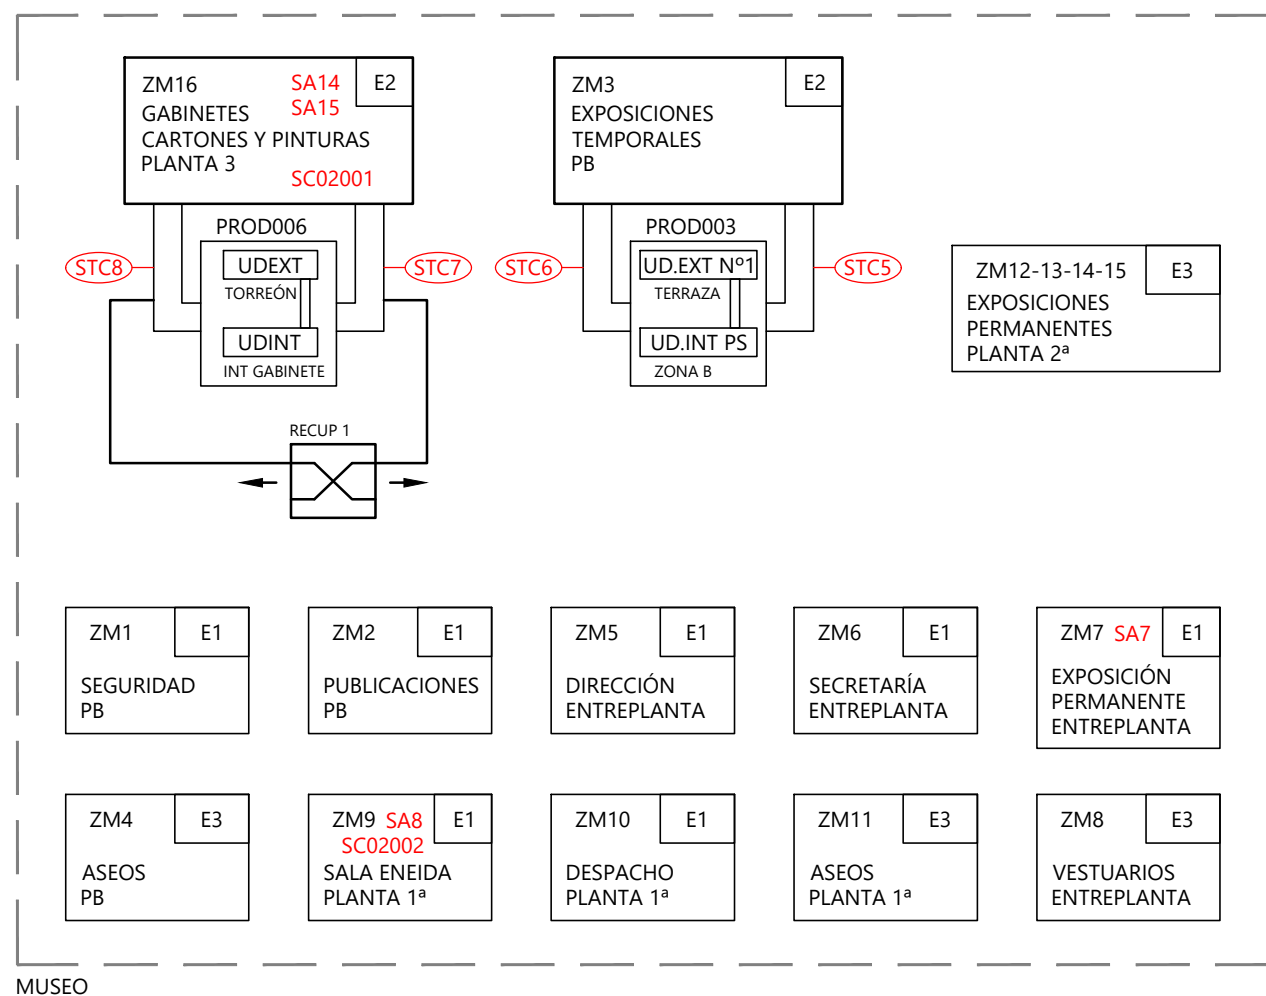 ZM16 SA14 E2
GABINETES SA15
CARTONES Y PINTURAS
PLANTA 3
SC02001
PROD006
STC8
UDEXT
STC7
TORREÓN
UDINT
INT GABINETE
RECUP 1
ZM3 E2
EXPOSICIONES
TEMPORALES
PB
PROD003
STC6
UD.EXT Nº1
STC5
TERRAZA
UD.INT PS
ZONA B
ZM12-13-14-15 E3
EXPOSICIONES
PERMANENTES
PLANTA 2ª
ZM1 E1
SEGURIDAD
PB
ZM2 E1
PUBLICACIONES
PB
ZM5 E1
DIRECCIÓN
ENTREPLANTA
ZM6 E1
SECRETARÍA
ENTREPLANTA
ZM7 SA7 E1
EXPOSICIÓN
PERMANENTE
ENTREPLANTA
ZM4 E3
ASEOS
PB
ZM9 SA8 E1
SC02002
SALA ENEIDA
PLANTA 1ª
ZM10 E1
DESPACHO
PLANTA 1ª
ZM11 E3
ASEOS
PLANTA 1ª
ZM8 E3
VESTUARIOS
ENTREPLANTA
MUSEO